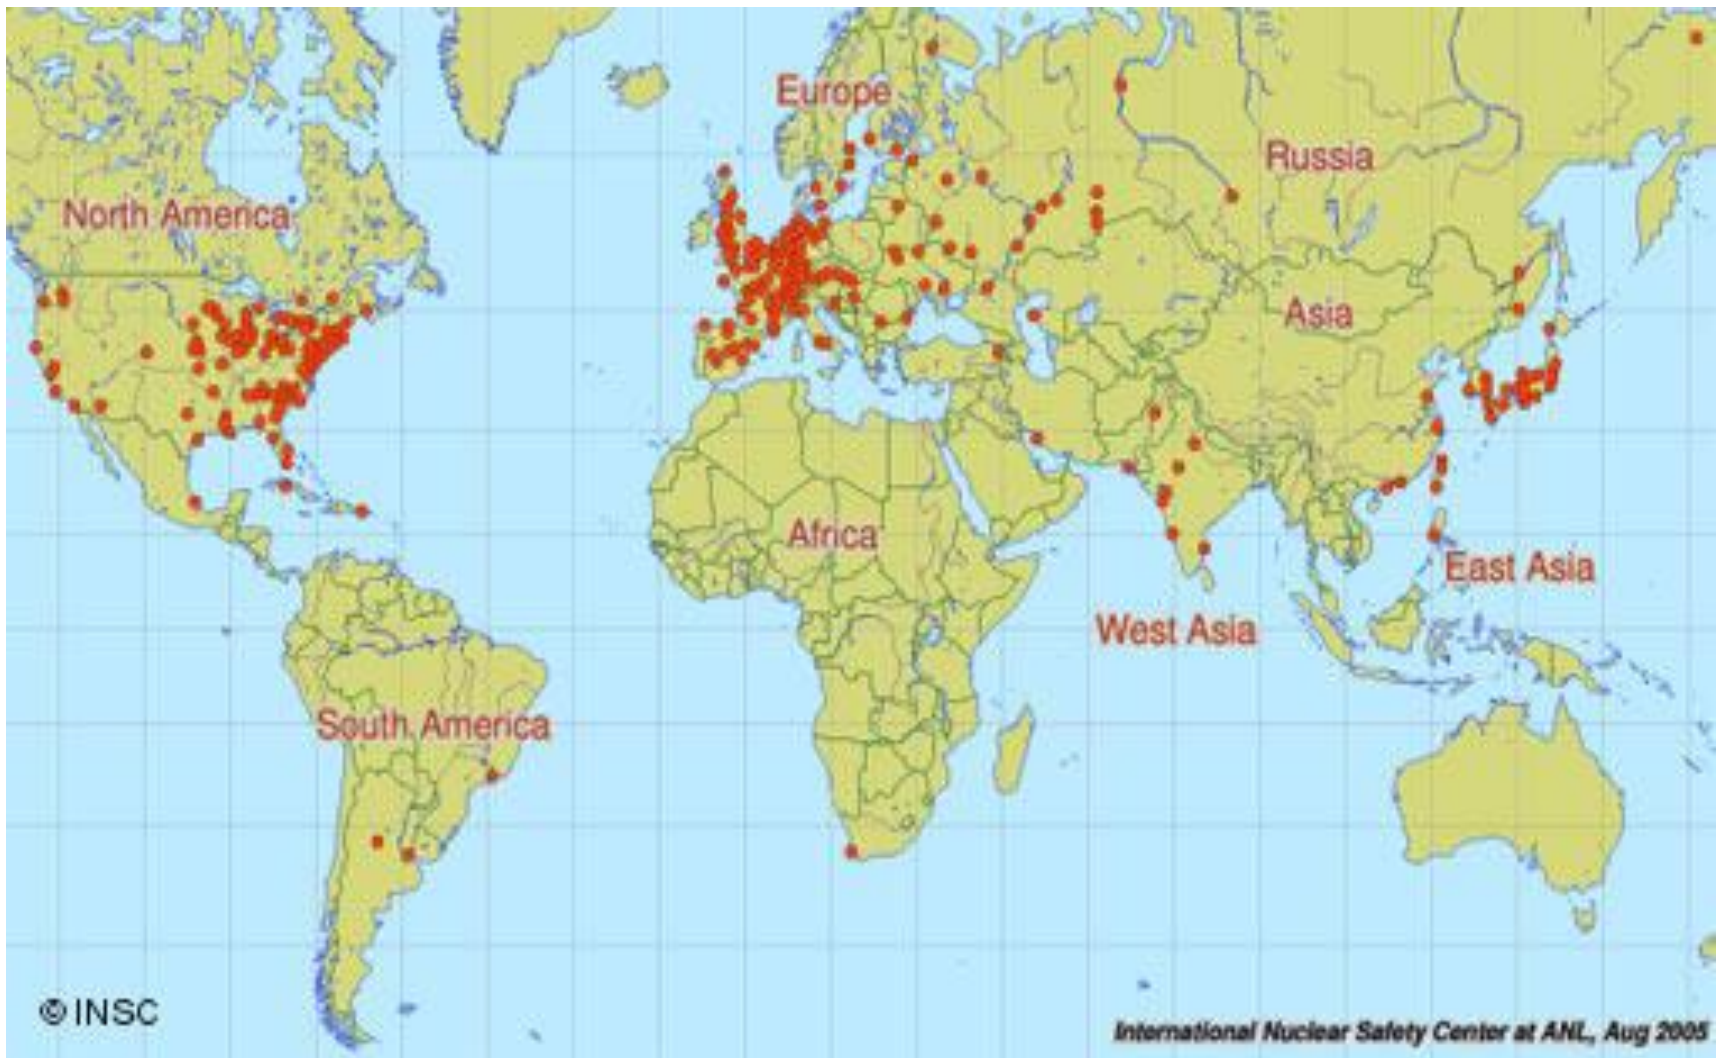 Europe
Russia
North America
Asia
Africa
East Asia
West Asia
South America
© INSC
International Nuclear Safety Center at ANL, Aug 2005